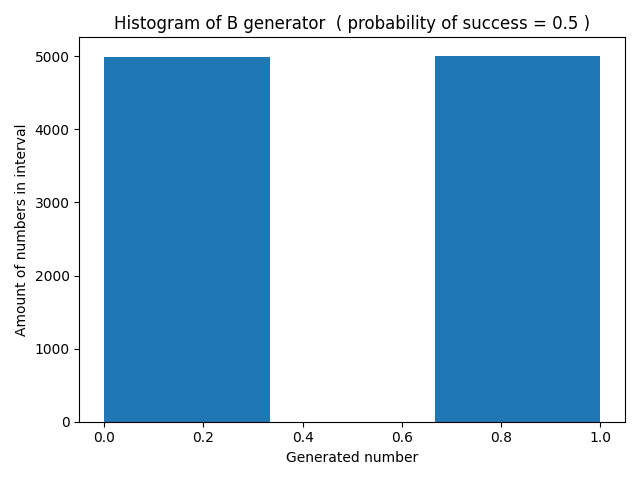 Histogram of B generator  ( probability of success = 0.5 )
Amount of numbers in interval
5000
4000
3000
2000
1000
0
0.0 0.2 0.4 0.6 0.8 1.0
Generated number